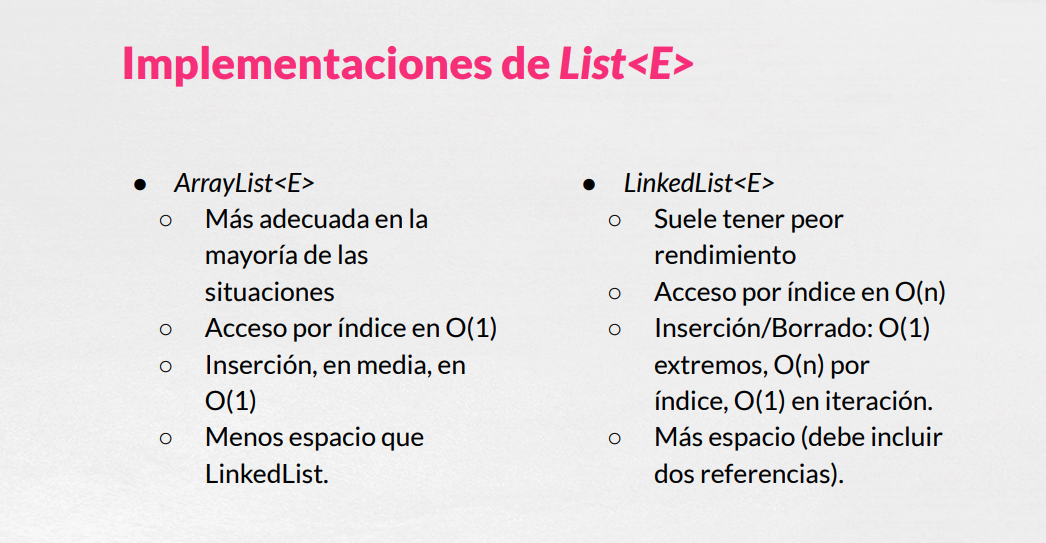 Implementaciones de List<E>
● ArrayList<E>
○ Más adecuada en la
mayoría de las
situaciones
○ Acceso por índice en O(1)
○ Inserción, en media, en
O(1)
○ Menos espacio que
LinkedList.
● LinkedList<E>
○ Suele tener peor
rendimiento
○ Acceso por índice en O(n)
○ Inserción/Borrado: O(1)
extremos, O(n) por
índice, O(1) en iteración.
○ Más espacio (debe incluir
dos referencias).